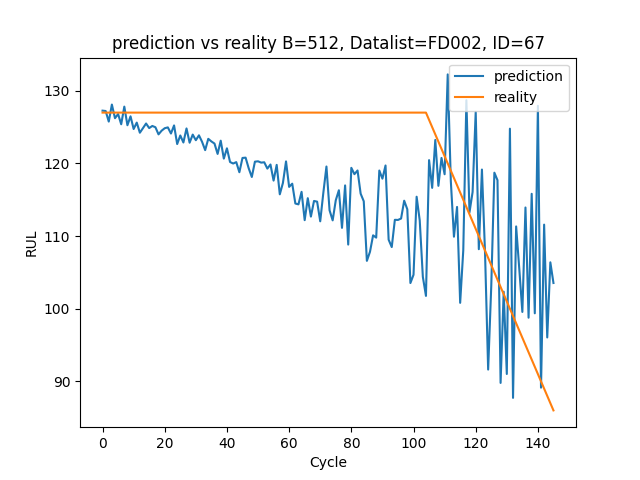 prediction vs reality B=512, Datalist=FD002, ID=67
prediction
reality
130
120
110
100
90
RUL
0 20 40 60 80 100 120 140
Cycle